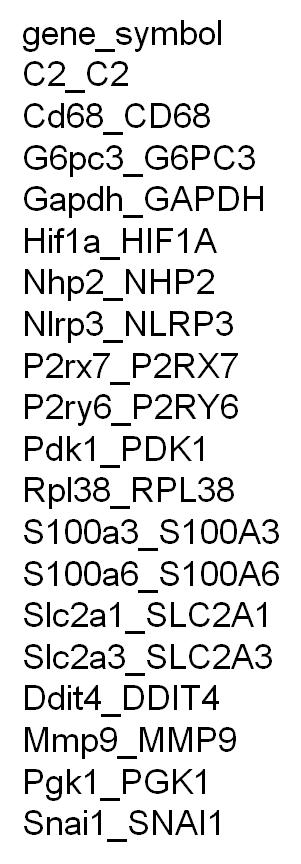 gene_symbol
C2_C2
Cd68_CD68
G6pc3_G6PC3
Gapdh_GAPDH
Hif1a_HIF1A
Nhp2_NHP2
Nlrp3_NLRP3
P2rx7_P2RX7
P2ry6_P2RY6
Pdk1_PDK1
Rpl38_RPL38
S100a3_S100A3
S100a6_S100A6
Slc2a1_SLC2A1
Slc2a3_SLC2A3
Ddit4_DDIT4
Mmp9_MMP9
Pgk1_PGK1
Snai1_SNAI1